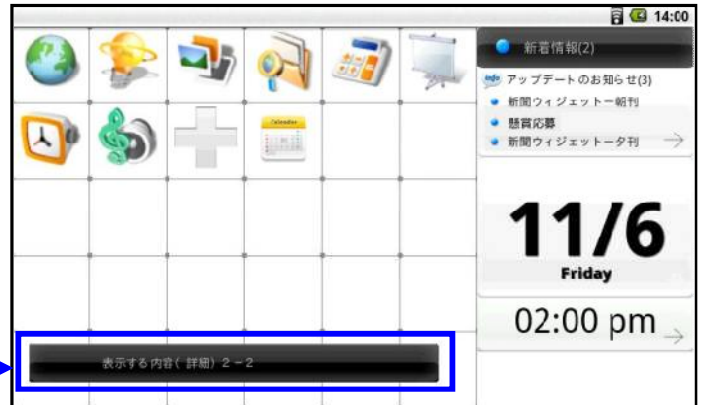 14:00
新着情報(2)
info アップデートのお知らせ(3)
新聞ウィジェットー朝刊
懸賞応募
新聞ウィジェットー夕刊
Calendar
11/6
Friday
02:00 pm
表示する内容( 詳細) 2－2